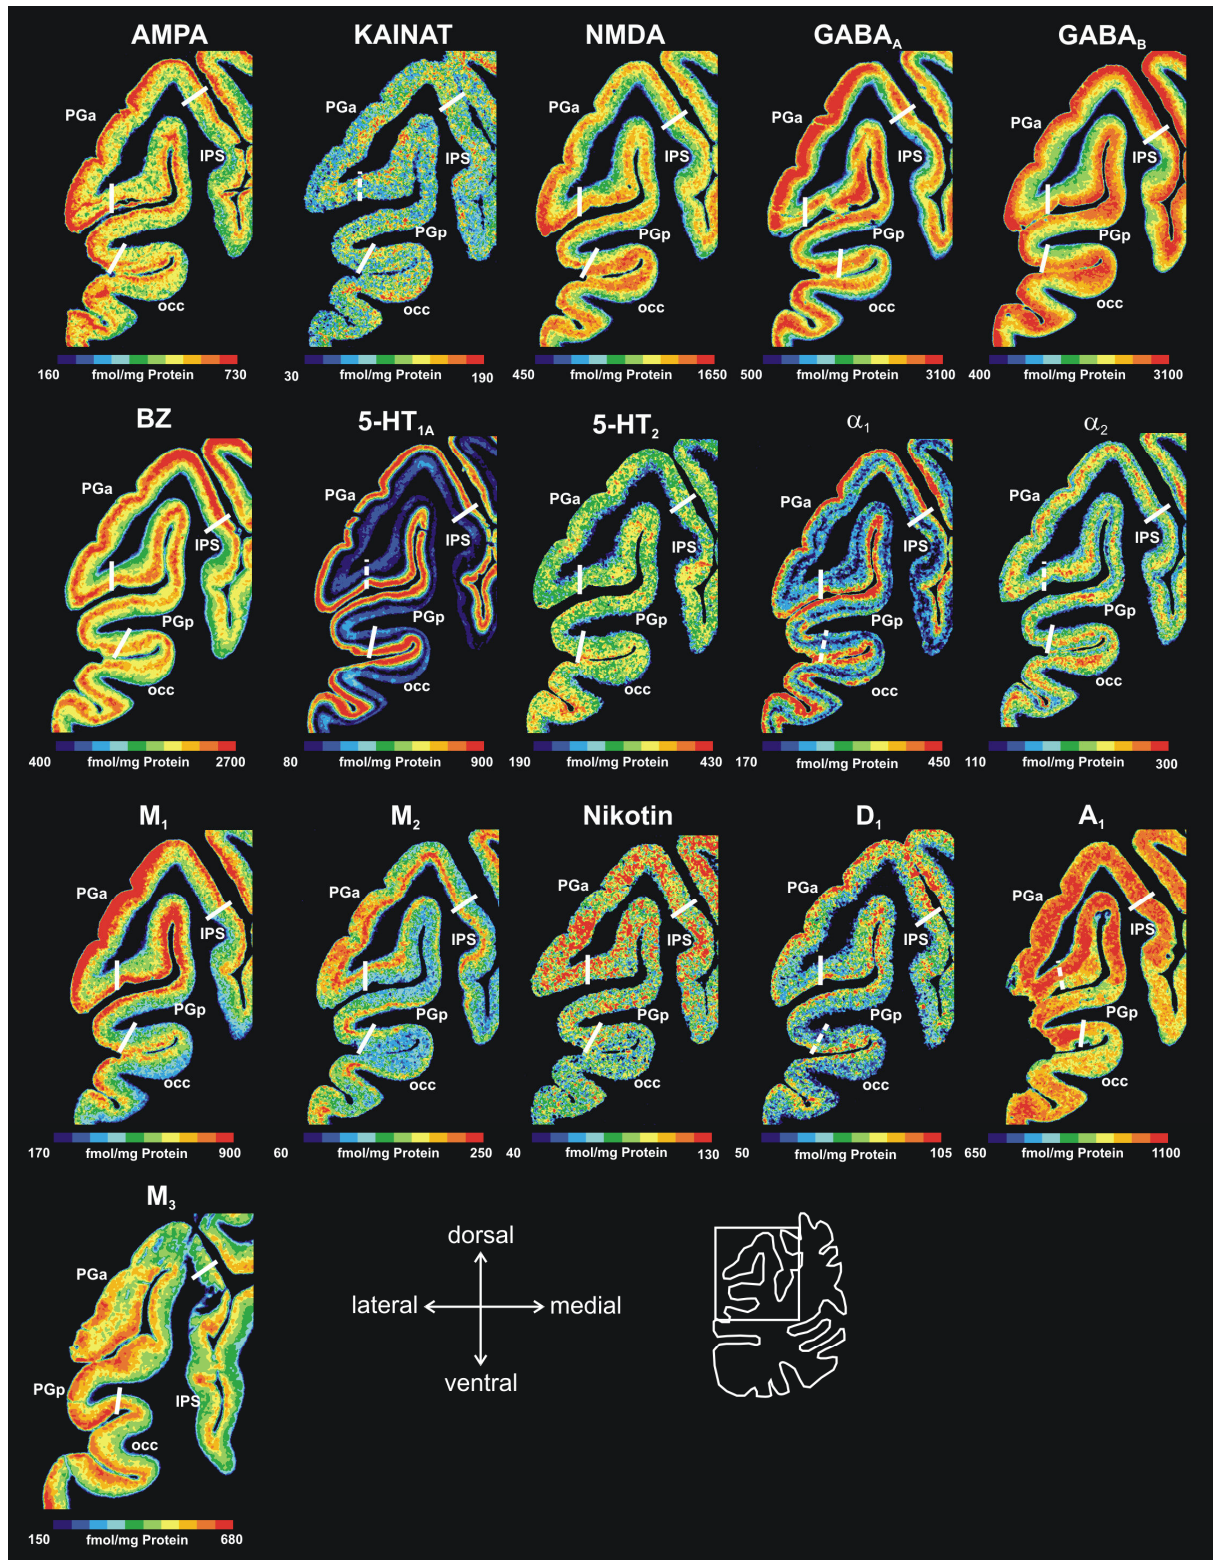 AMPA KAINAT NMDA GABAA GABAB
PGa PGa PGa PGa PGa
IPS IPS IPS IPS IPS
PGp PGp PGp
occ occ occ occ occ
160 fmol/mg Protein 730 30 fmol/mg Protein 190 450 fmol/mg Protein 1650 500 fmol/mg Protein 3100 400 fmol/mg Protein 3100
BZ 5-HT1A 5-HT2 α1 α2
PGa PGa PGa PGa PGa
IPS IPS IPS IPS IPS
PGp PGp PGp PGp PGp
occ occ occ occ occ
400 fmol/mg Protein 2700 80 fmol/mg Protein 900 190 fmol/mg Protein 430 170 fmol/mg Protein 450 110 fmol/mg Protein 300
M1 M2 Nikotin D1 A1
PGa PGa PGa PGa PGa
IPS IPS IPS IPS IPS
PGp PGp PGp PGp PGp
occ occ occ occ occ
170 fmol/mg Protein 900 60 fmol/mg Protein 250 40 fmol/mg Protein 130 50 fmol/mg Protein 105 650 fmol/mg Protein 1100
M3
PGa
PGp
IPS
occ
150 fmol/mg Protein 680
dorsal
lateral medial
ventral